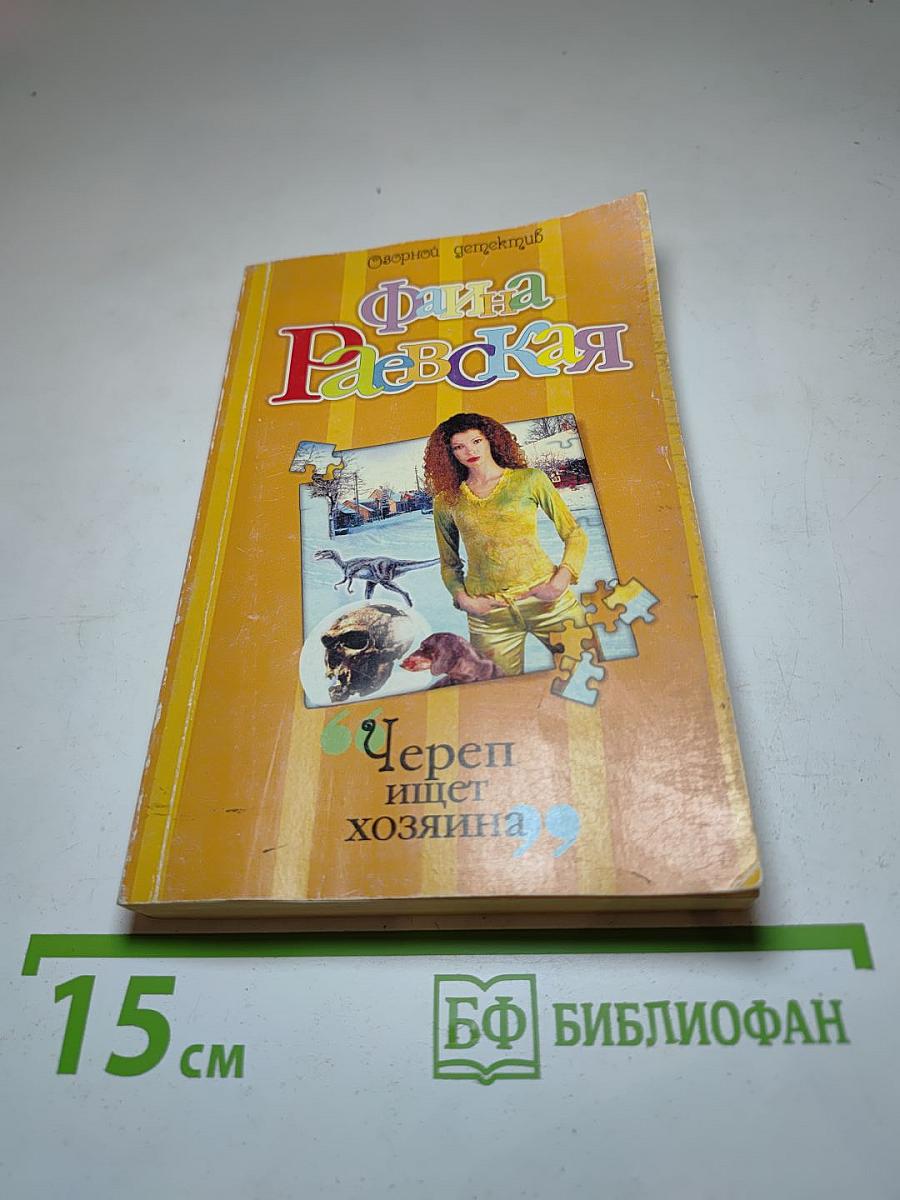 Озорной детектив
Фаина
Раевская
“Череп
ищет
хозяина”
15 см
БФ БИБЛИОФАН